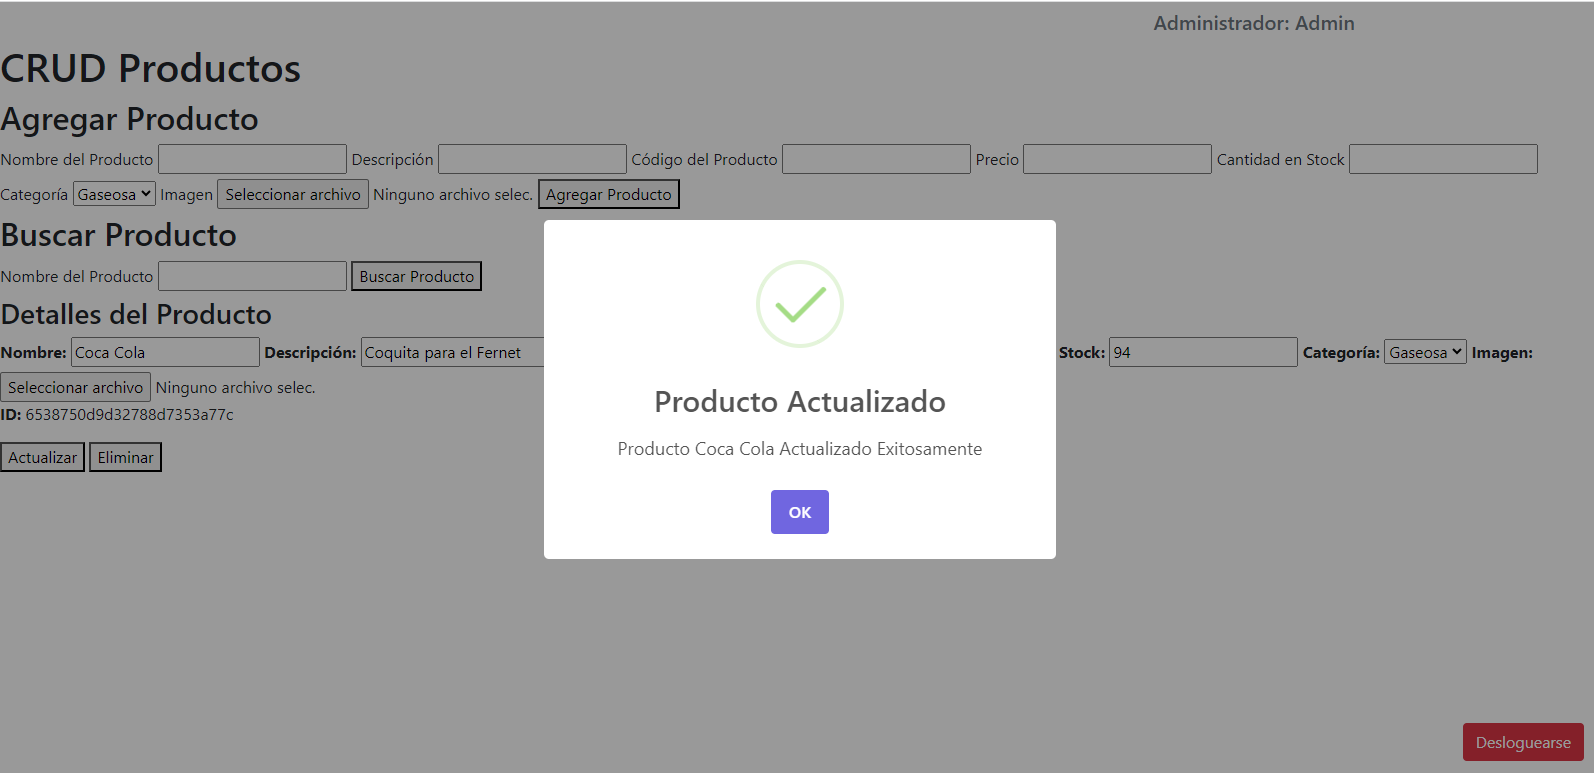 Administrador: Admin
CRUD Productos
Agregar Producto
Nombre del Producto Descripción Código del Producto Precio Cantidad en Stock
Categoría Gaseosa Imagen Seleccionar archivo Ninguno archivo selec. Agregar Producto
Buscar Producto
Nombre del Producto Buscar Producto
Detalles del Producto
Nombre: Coca Cola Descripción: Coquita para el Fernet Stock: 94 Categoría: Gaseosa Imagen:
Seleccionar archivo Ninguno archivo selec.
ID: 6538750d9d32788d7353a77c
Actualizar Eliminar
Producto Actualizado
Producto Coca Cola Actualizado Exitosamente
OK
Desloguearse